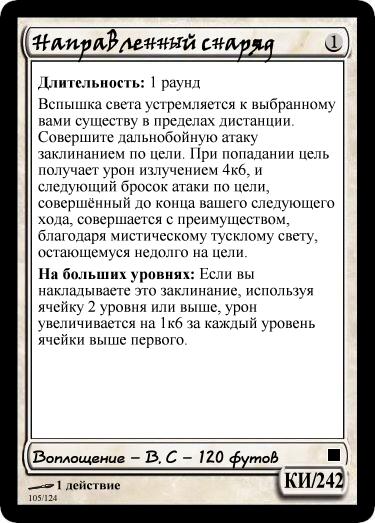 Направленный снаряд 1
Длительность: 1 раунд
Вспышка света устремляется к выбранному
вами существу в пределах дистанции.
Совершите дальнобойную атаку
заклинанием по цели. При попадании цель
получает урон излучением 4к6, и
следующий бросок атаки по цели,
совершённый до конца вашего следующего
хода, совершается с преимуществом,
благодаря мистическому тусклому свету,
остающемуся недолго на цели.
На больших уровнях: Если вы
накладываете это заклинание, используя
ячейку 2 уровня или выше, урон
увеличивается на 1к6 за каждый уровень
ячейки выше первого.
Воплощение – В, С – 120 футов
1 действие
КИ/242
105/124